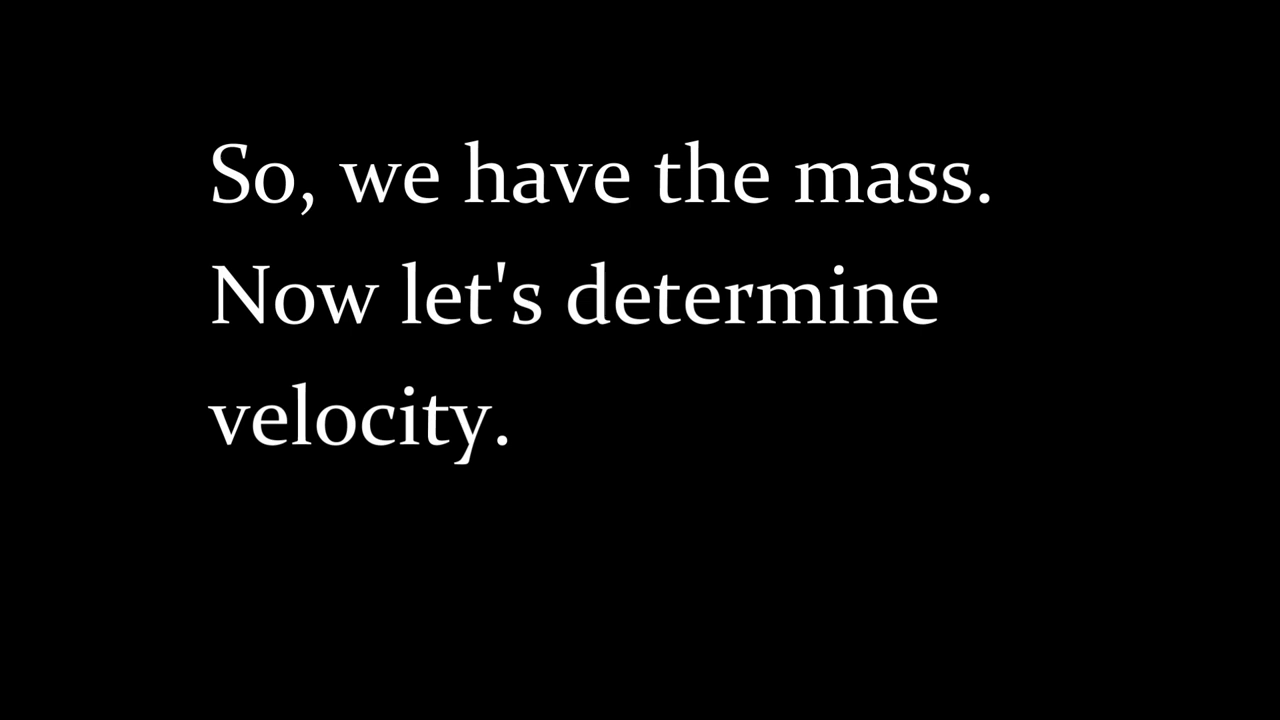 So, we have the mass.
Now let's determine
velocity.